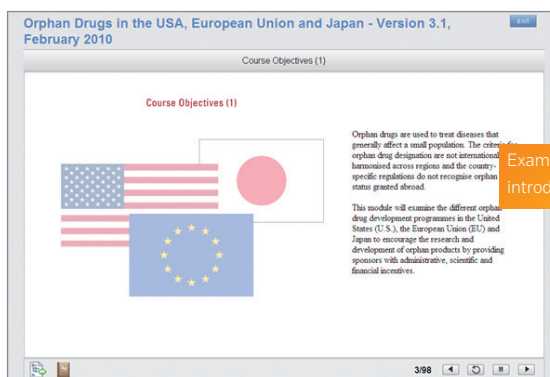 Orphan Drugs in the USA, European Union and Japan - Version 3.1,
February 2010
EXIT
Course Objectives (1)
Course Objectives (1)
Orphan drugs are used to treat diseases that
generally affect a small population. The criteria for
orphan drug designation are not international
harmonised across regions and the country-
specific regulations do not recognise orphan
status granted abroad.
This module will examine the different orphan
drug development programmes in the United
States (U.S.), the European Union (EU) and
Japan to encourage the research and
development of orphan products by providing
sponsors with administrative, scientific and
financial incentives.
Exam
introd
3/98